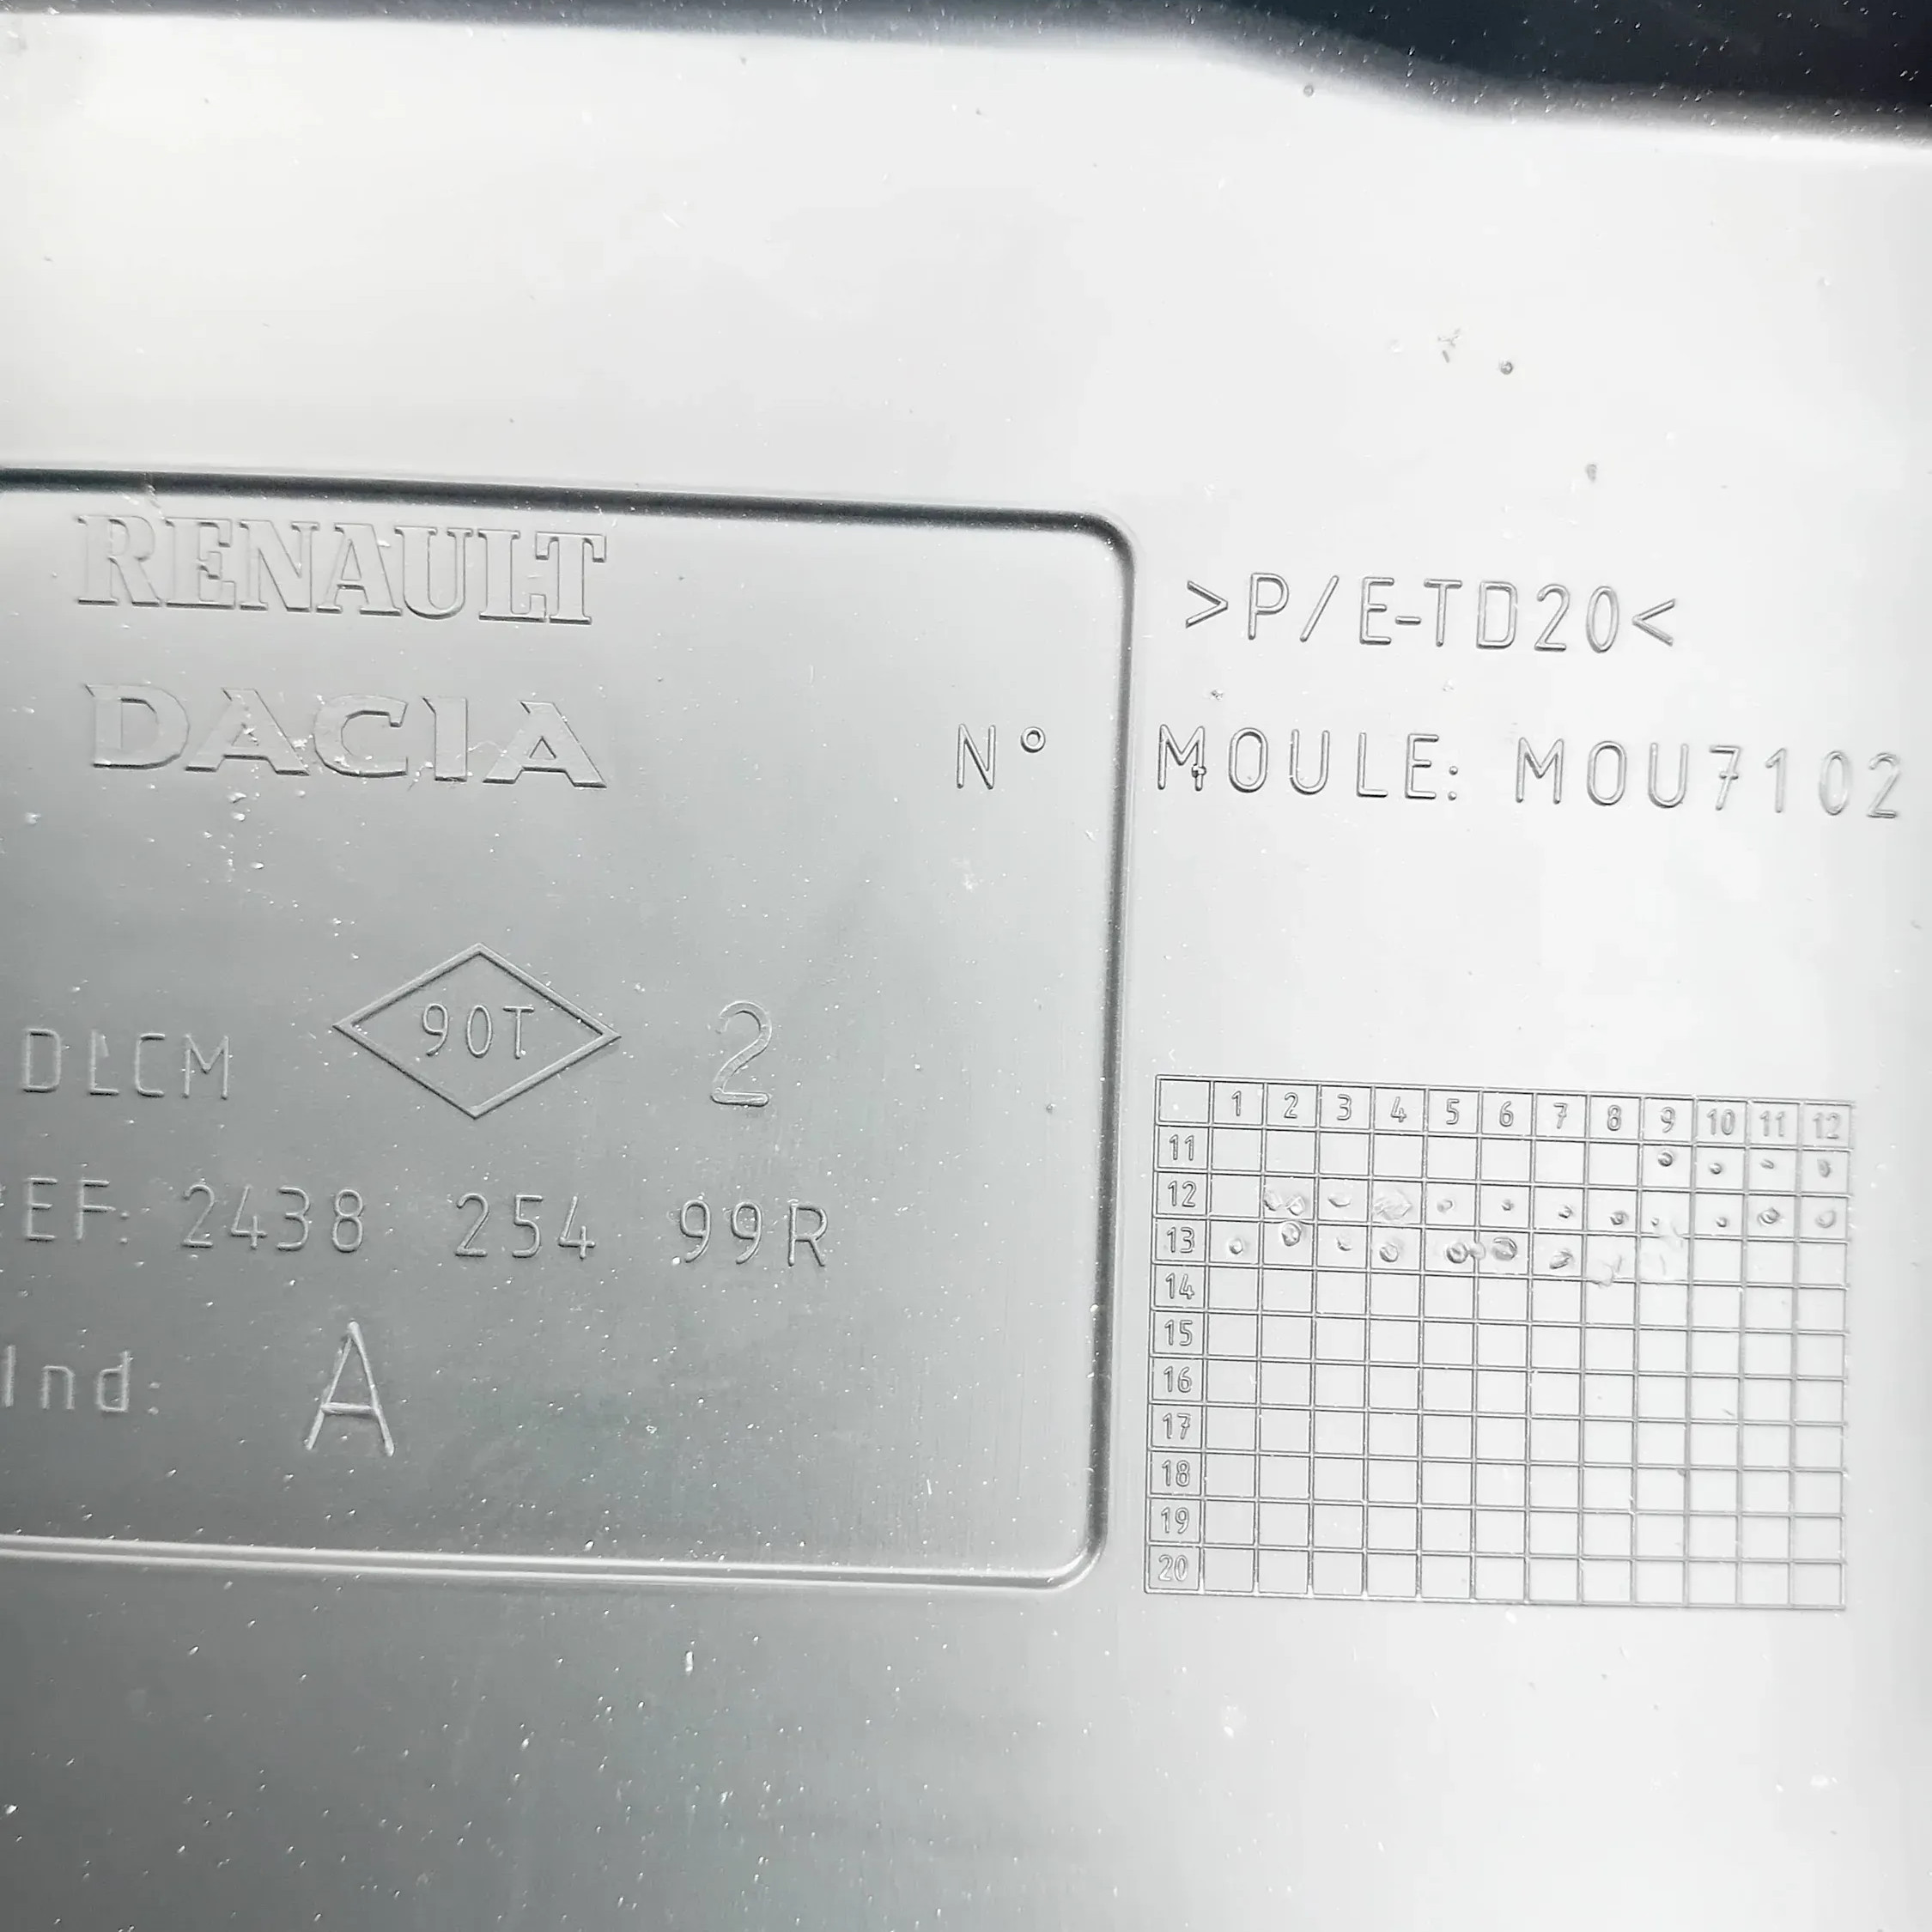 RENAULT
DACIA
>P/E-TD20<
N° MOULE: MOU7102
DLCM 90T 2
EF: 2438 254 99R
Ind: A
1 2 3 4 5 6 7 8 9 10 11 12
11
12
13
14
15
16
17
18
19
20